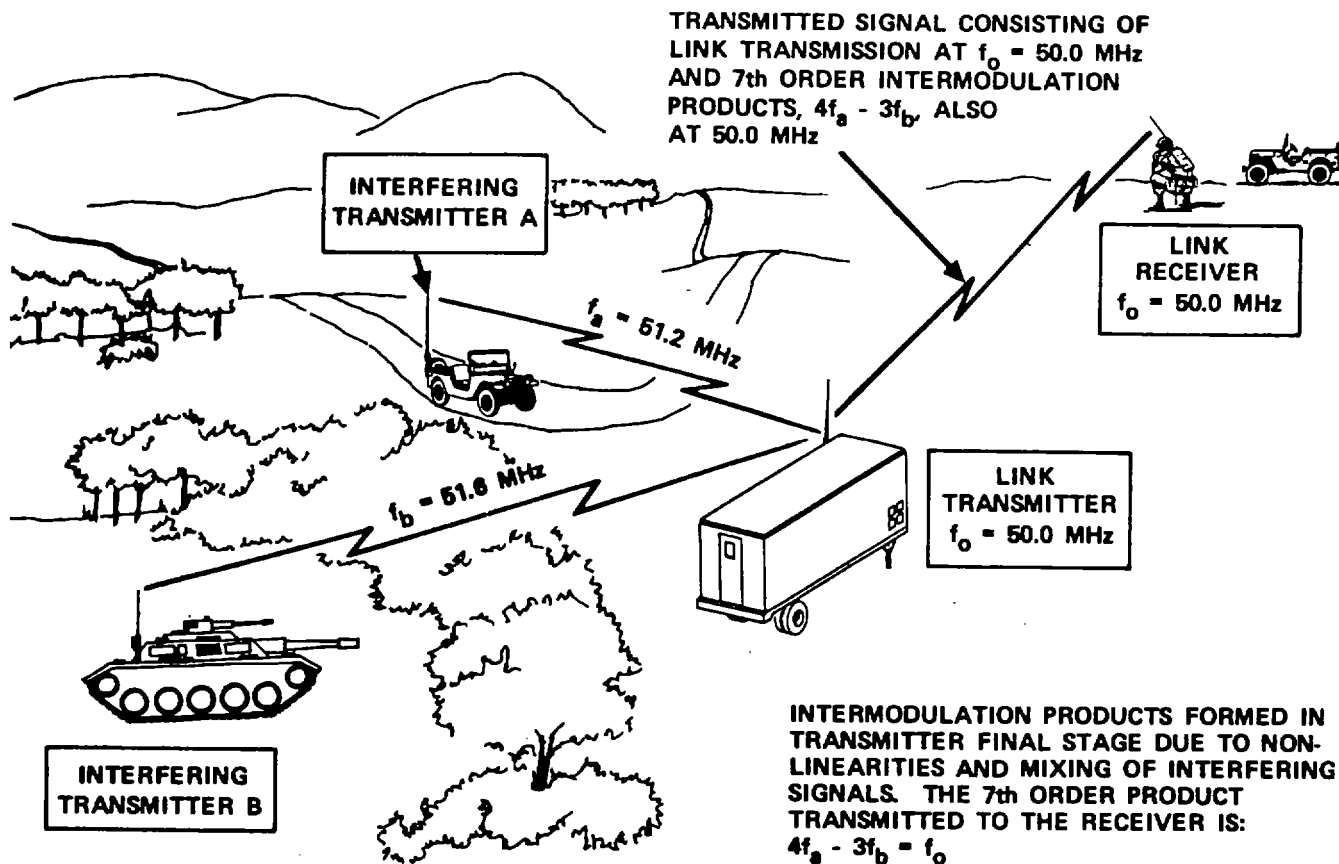 TRANSMITTED SIGNAL CONSISTING OF
LINK TRANSMISSION AT fo = 50.0 MHz
AND 7th ORDER INTERMODULATION
PRODUCTS, 4fa - 3fb, ALSO
AT 50.0 MHz
INTERFERING
TRANSMITTER A
LINK
RECEIVER
fo = 50.0 MHz
fa = 51.2 MHz
fb = 51.6 MHz
LINK
TRANSMITTER
fo = 50.0 MHz
INTERFERING
TRANSMITTER B
INTERMODULATION PRODUCTS FORMED IN
TRANSMITTER FINAL STAGE DUE TO NON-
LINEARITIES AND MIXING OF INTERFERING
SIGNALS. THE 7th ORDER PRODUCT
TRANSMITTED TO THE RECEIVER IS:
4fa - 3fb = fo